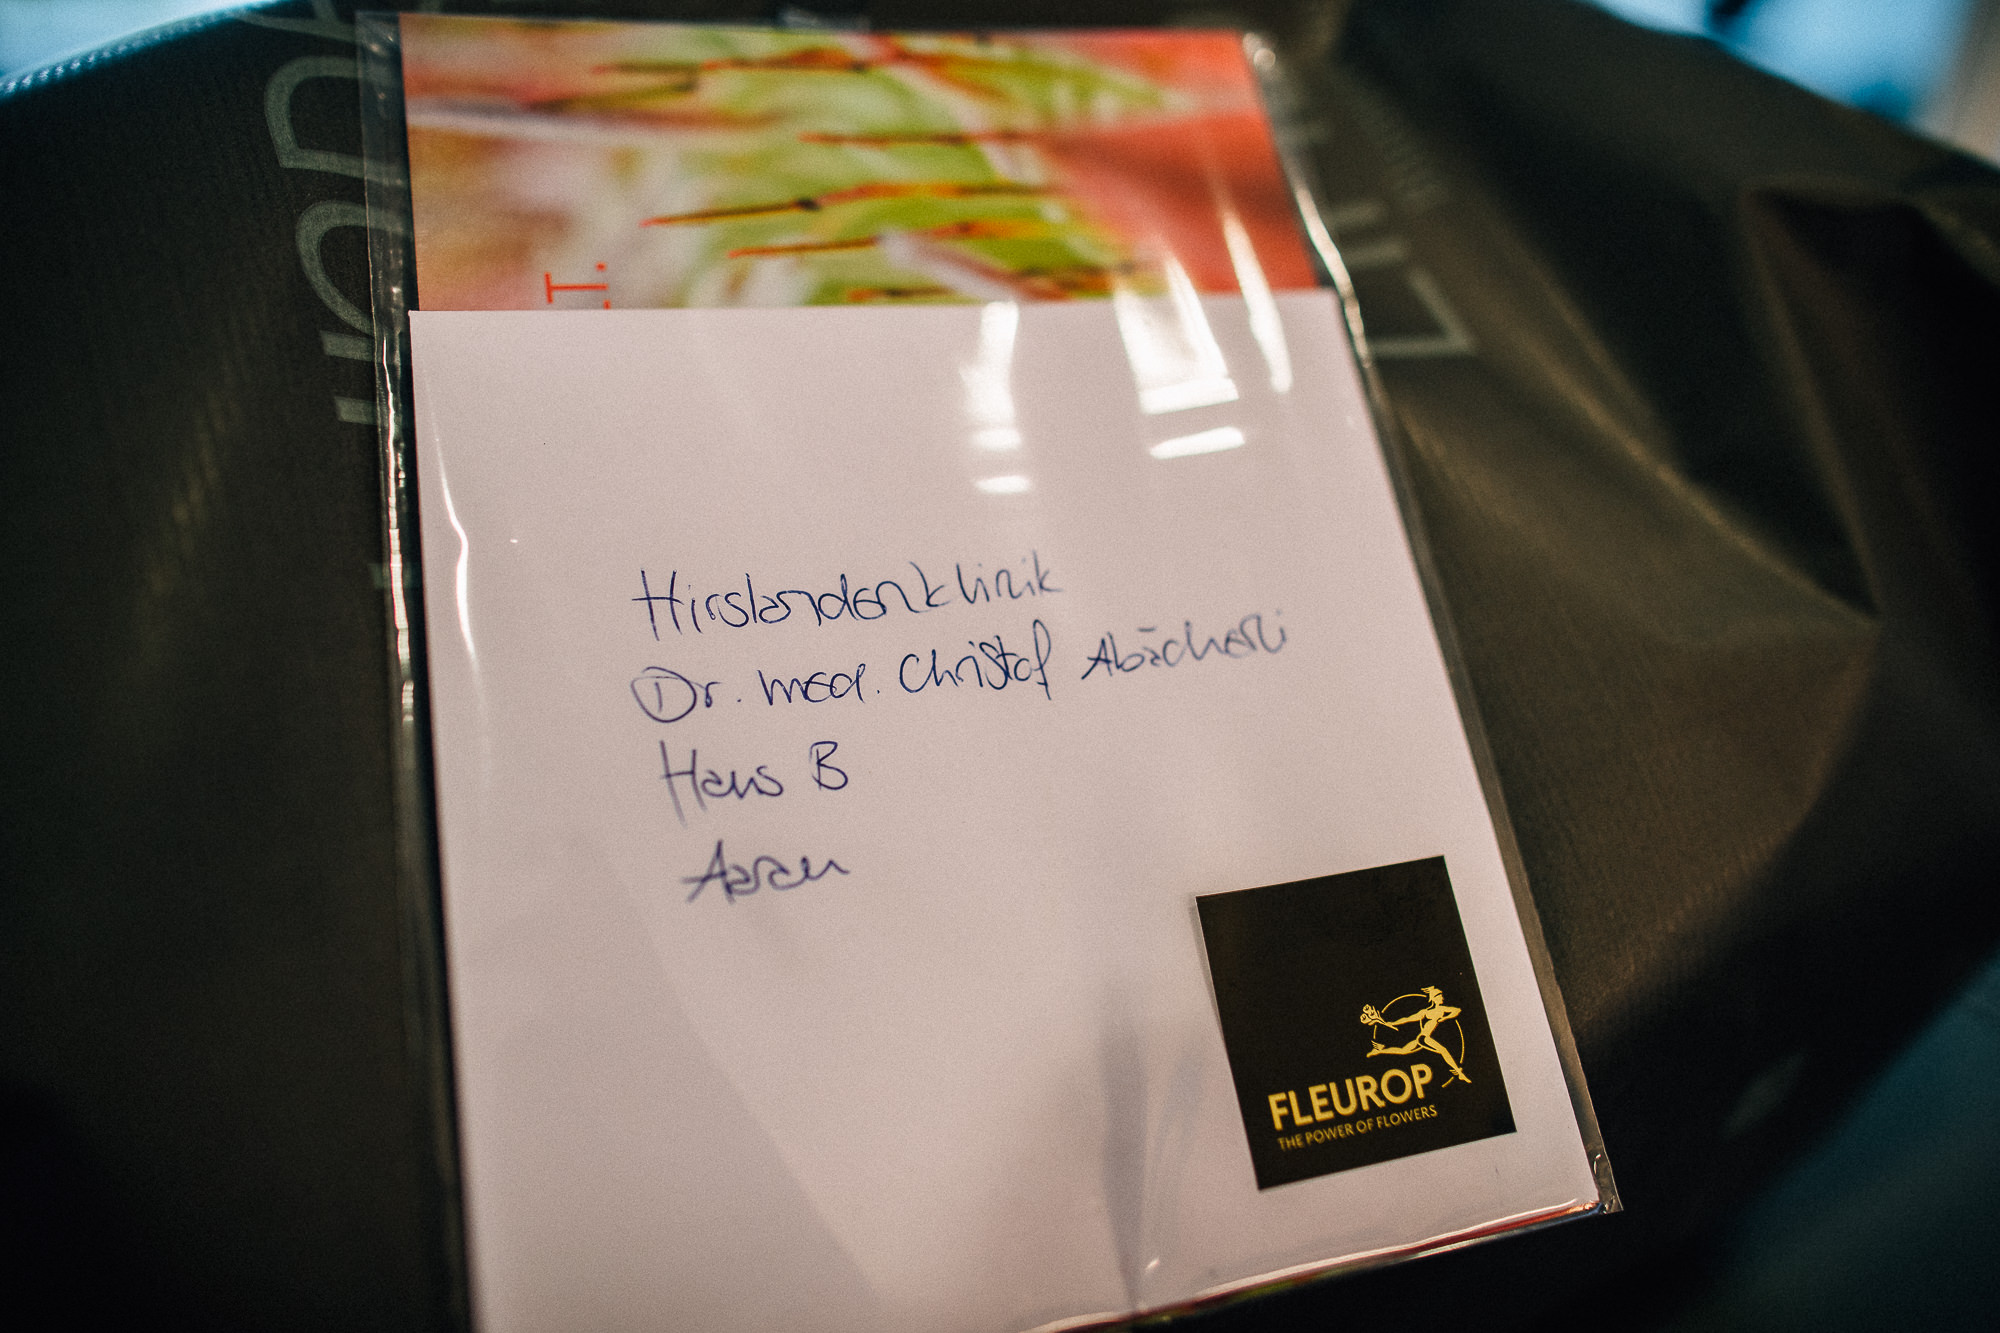 T.
Hirslandenklinik
Dr. med. Christof Abächerli
Haus B
Aarau
FLEUROP
THE POWER OF FLOWERS